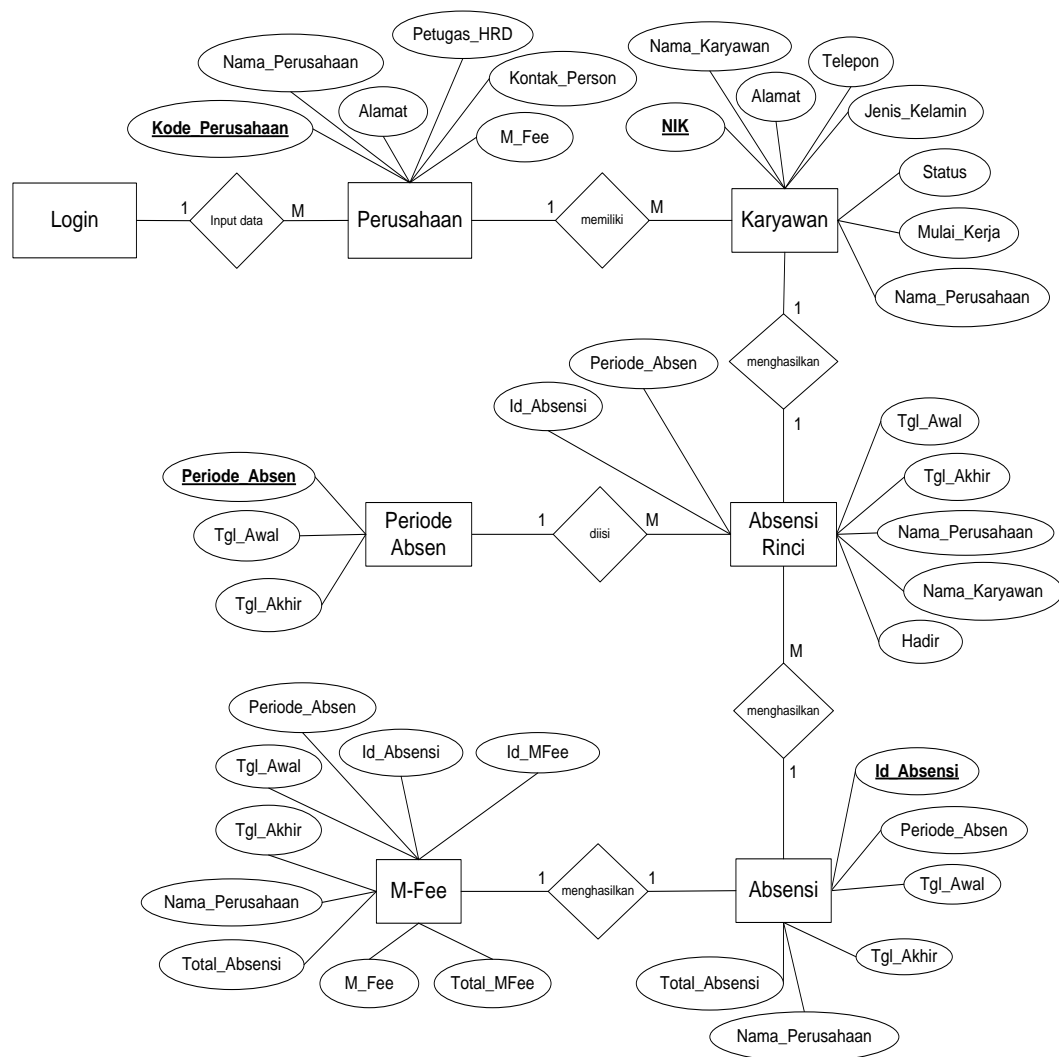 Petugas_HRD
Nama_Perusahaan
Kontak_Person
Alamat
Kode_Perusahaan
M_Fee
Nama_Karyawan
Telepon
Alamat
Jenis_Kelamin
NIK
Status
Mulai_Kerja
Nama_Perusahaan
Login
1
Input data
M
Perusahaan
1
memiliki
M
Karyawan
1
menghasilkan
1
Periode_Absen
Id_Absensi
Tgl_Awal
Tgl_Akhir
Nama_Perusahaan
Nama_Karyawan
Hadir
Periode_Absen
Tgl_Awal
Tgl_Akhir
Periode
Absen
1
diisi
M
Absensi
Rinci
M
menghasilkan
1
Periode_Absen
Id_Absensi
Id_MFee
Tgl_Awal
Tgl_Akhir
Nama_Perusahaan
Total_Absensi
M_Fee
Total_MFee
M-Fee
1
menghasilkan
1
Absensi
Id_Absensi
Periode_Absen
Tgl_Awal
Tgl_Akhir
Total_Absensi
Nama_Perusahaan